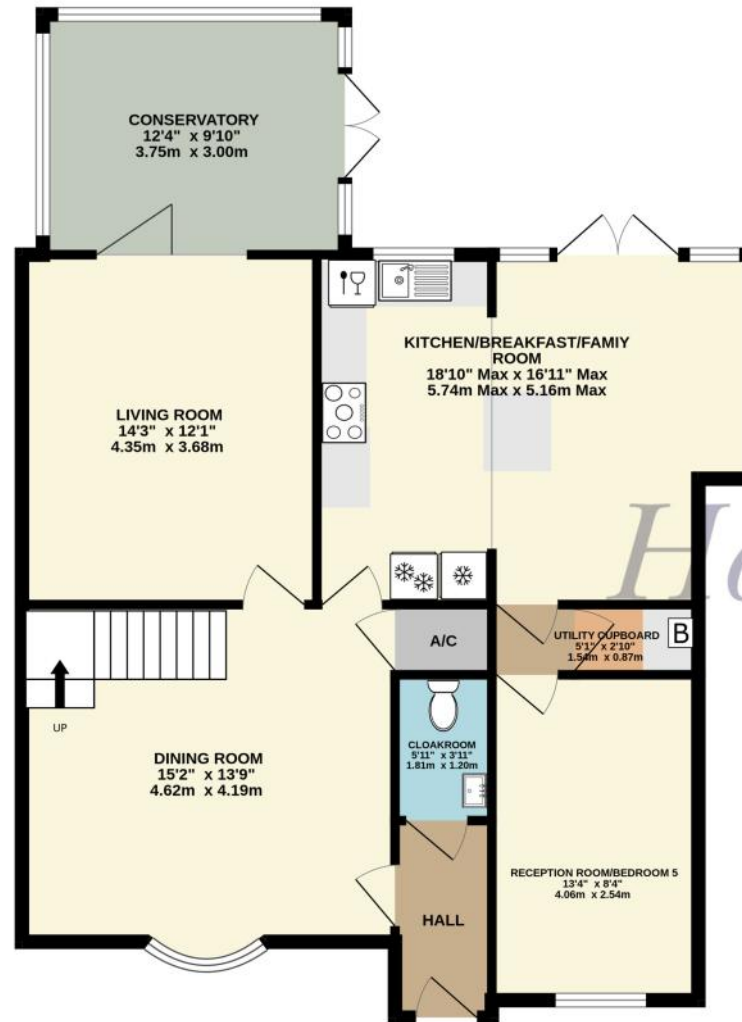 CONSERVATORY
12'4" x 9'10"
3.75m x 3.00m
KITCHEN/BREAKFAST/FAMIY
ROOM
18'10" Max x 16'11" Max
5.74m Max x 5.16m Max
LIVING ROOM
14'3" x 12'1"
4.35m x 3.68m
A/C
UTILITY CUPBOARD
5'1" x 2'10"
1.54m x 0.87m
B
UP
DINING ROOM
15'2" x 13'9"
4.62m x 4.19m
CLOAKROOM
5'11" x 3'11"
1.81m x 1.20m
RECEPTION ROOM/BEDROOM 5
13'4" x 8'4"
4.06m x 2.54m
HALL